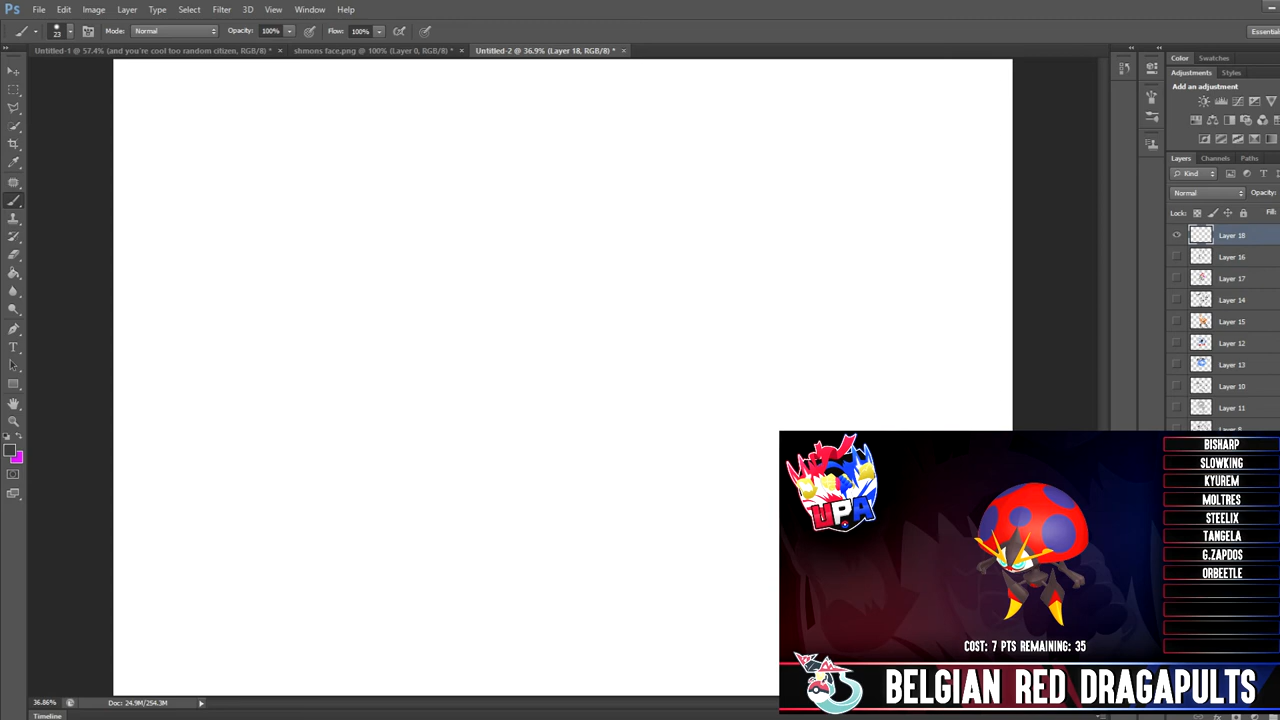 Ps File Edit Image Layer Type Select Filter 3D View Window Help
23 Mode: Normal Opacity: 100% Flow: 100% Essential
Untitled-1 @ 57.4% (and you're cool too random citizen, RGB/8) * × shmons face.png @ 100% (Layer 0, RGB/8) * × Untitled-2 @ 36.9% (Layer 18, RGB/8) * ×
Color Swatches
Adjustments Styles
Add an adjustment
Layers Channels Paths
Kind
Normal Opacity:
Lock: Fill:
Layer 18
Layer 16
Layer 17
Layer 14
Layer 15
Layer 12
Layer 13
Layer 10
Layer 11
Layer 8
UPA
BISHARP
SLOWKING
KYUREM
MOLTRES
STEELIX
TANGELA
G.ZAPDOS
ORBEETLE
COST: 7 PTS REMAINING: 35
BELGIAN RED DRAGAPULTS
36.86% Doc: 24.9M/254.3M
Timeline